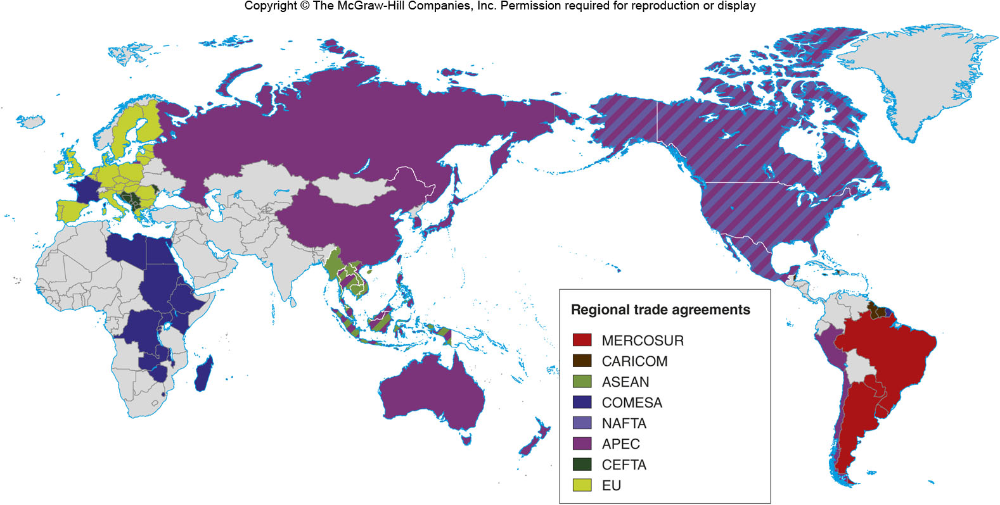 Copyright © The McGraw-Hill Companies, Inc. Permission required for reproduction or display
Regional trade agreements
MERCOSUR
CARICOM
ASEAN
COMESA
NAFTA
APEC
CEFTA
EU